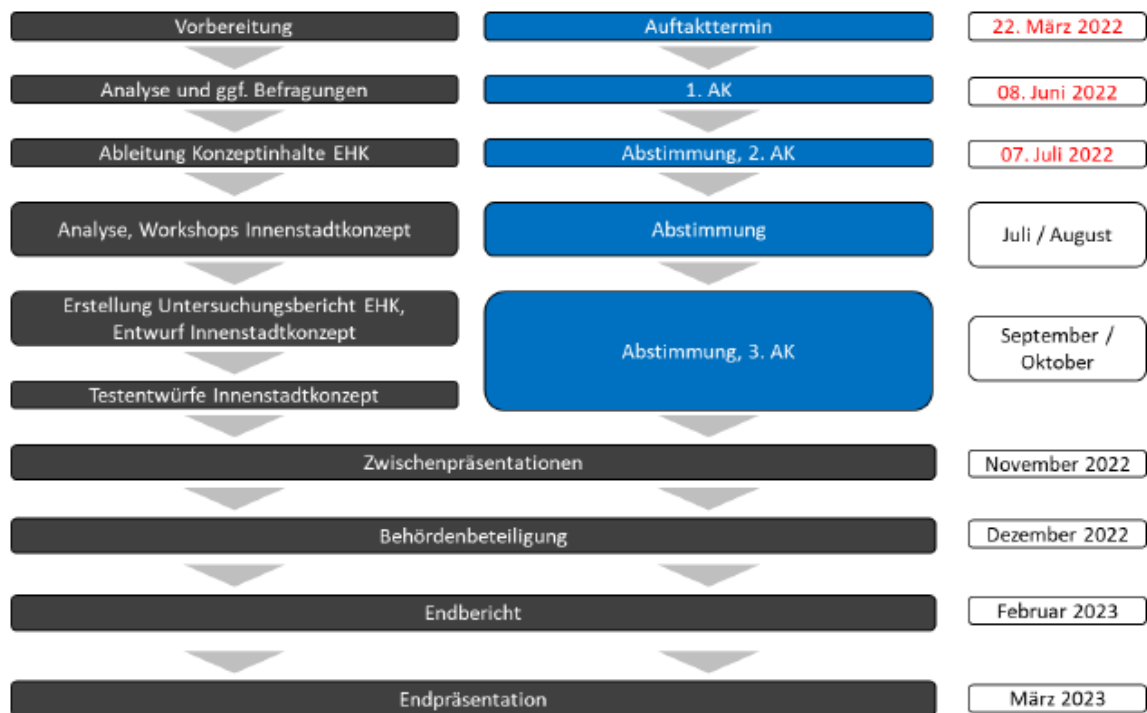 Vorbereitung
Auftakttermin
22. März 2022
Analyse und ggf. Befragungen
1. AK
08. Juni 2022
Ableitung Konzeptinhalte EHK
Abstimmung, 2. AK
07. Juli 2022
Analyse, Workshops Innenstadtkonzept
Abstimmung
Juli / August
Erstellung Untersuchungsbericht EHK,
Entwurf Innenstadtkonzept
Abstimmung, 3. AK
September /
Oktober
Testentwürfe Innenstadtkonzept
Zwischenpräsentationen
November 2022
Behördenbeteiligung
Dezember 2022
Endbericht
Februar 2023
Endpräsentation
März 2023